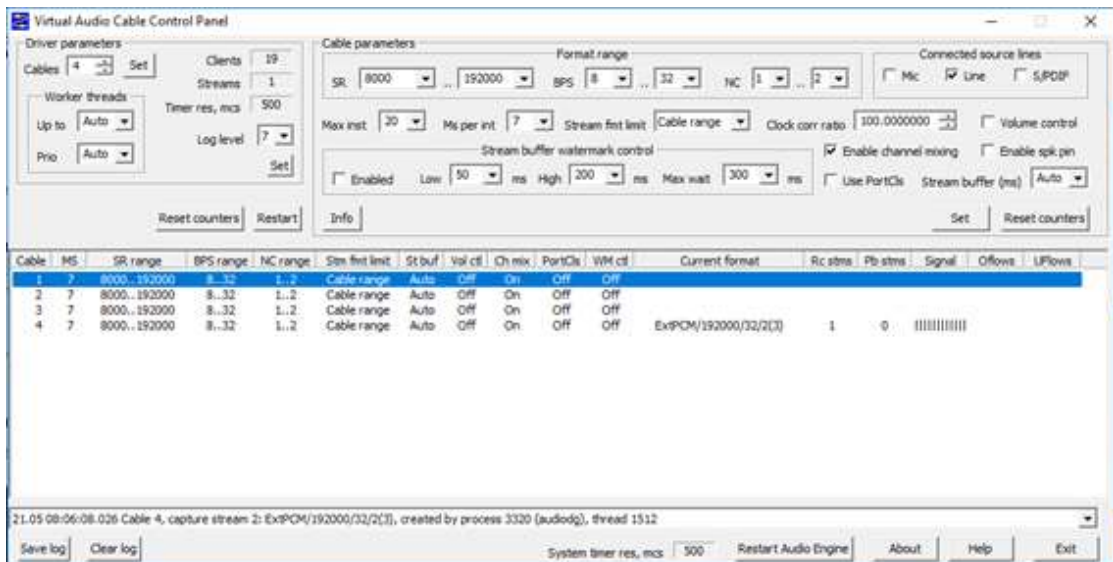 Virtual Audio Cable Control Panel
Driver parameters
Cables 4 Set Clients 19
Streams 1
Worker threads
Timer res, mcs 500
Up to Auto
Log level 7
Prio Auto
Set
Reset counters Restart
Cable parameters
Format range
SR 8000 .. 192000 BPS 8 .. 32 NC 1 .. 2
Connected source lines
Mic Line S/PDIF
Max inst 20 Ms per int 7 Stream fmt limit Cable range Clock corr ratio 100.0000000 Volume control
Stream buffer watermark control
Enabled Low 50 ms High 200 ms Max wait 300 ms
Enable channel mixing Enable spk pin
Use PortCls Stream buffer (ms) Auto
Info Set Reset counters
Cable MS SR range BPS range NC range Stm fmt limit St buf Vol ctl Ch mix PortCls WM ctl Current format Rc stms Pb stms Signal Oflows UFlows
1 7 8000..192000 8..32 1..2 Cable range Auto Off On Off Off
2 7 8000..192000 8..32 1..2 Cable range Auto Off On Off Off
3 7 8000..192000 8..32 1..2 Cable range Auto Off On Off Off
4 7 8000..192000 8..32 1..2 Cable range Auto Off On Off Off ExtPCM/192000/32/2(3) 1 0 ||||||||||||
21.05 08:06:08.026 Cable 4, capture stream 2: ExtPCM/192000/32/2(3), created by process 3320 (audiodg), thread 1512
Save log Clear log System timer res, mcs 500 Restart Audio Engine About Help Exit